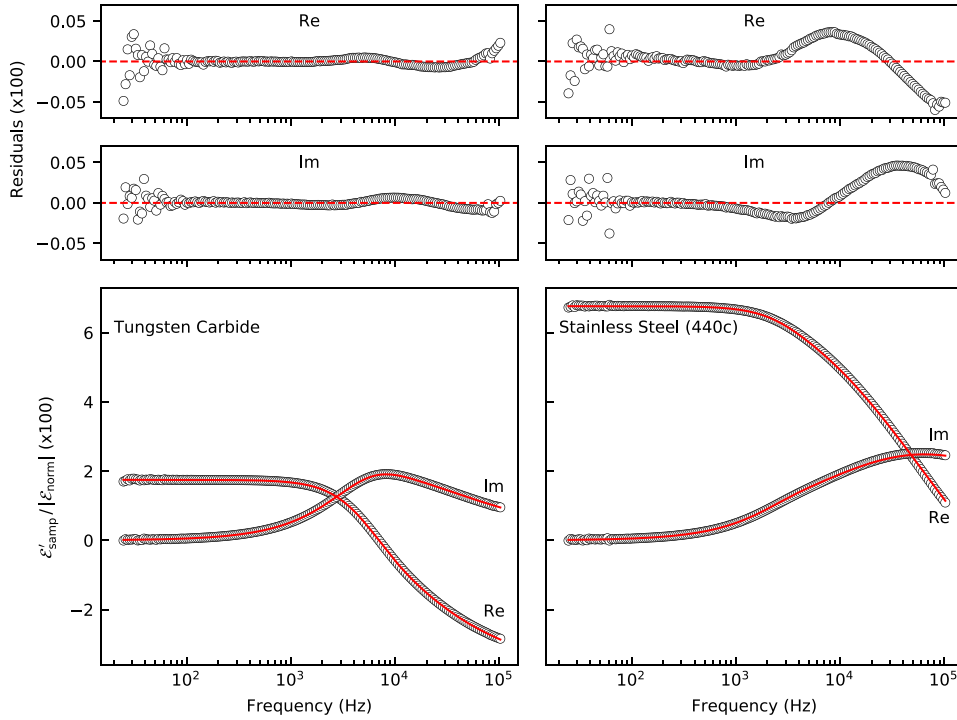 Re
Re
0.05
0.00
−0.05
Im
Im
0.05
0.00
−0.05
Residuals (x100)
Tungsten Carbide
Stainless Steel (440c)
6
4
2
0
−2
Im
Re
Im
Re
ℰ′samp/|ℰnorm| (x100)
10² 10³ 10⁴ 10⁵
10² 10³ 10⁴ 10⁵
Frequency (Hz)
Frequency (Hz)